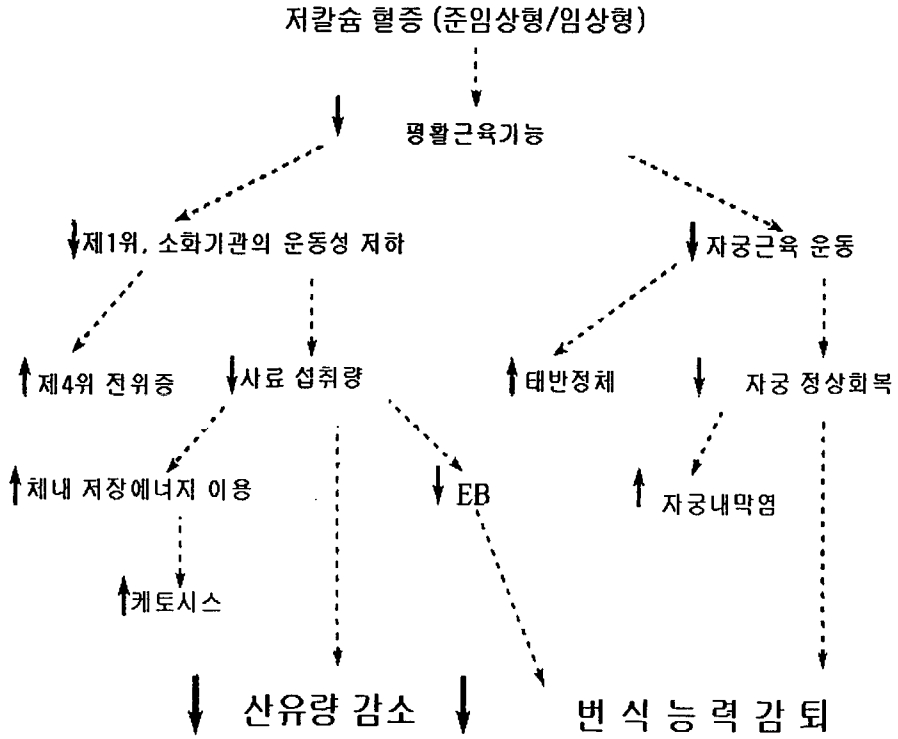 저칼슘 혈증 (준임상형/임상형)
평활근육기능
제1위, 소화기관의 운동성 저하
자궁근육 운동
제4위 전위증
사료 섭취량
태반정체
자궁 정상회복
체내 저장에너지 이용
EB
자궁내막염
케토시스
산유량 감소
번식능력감퇴